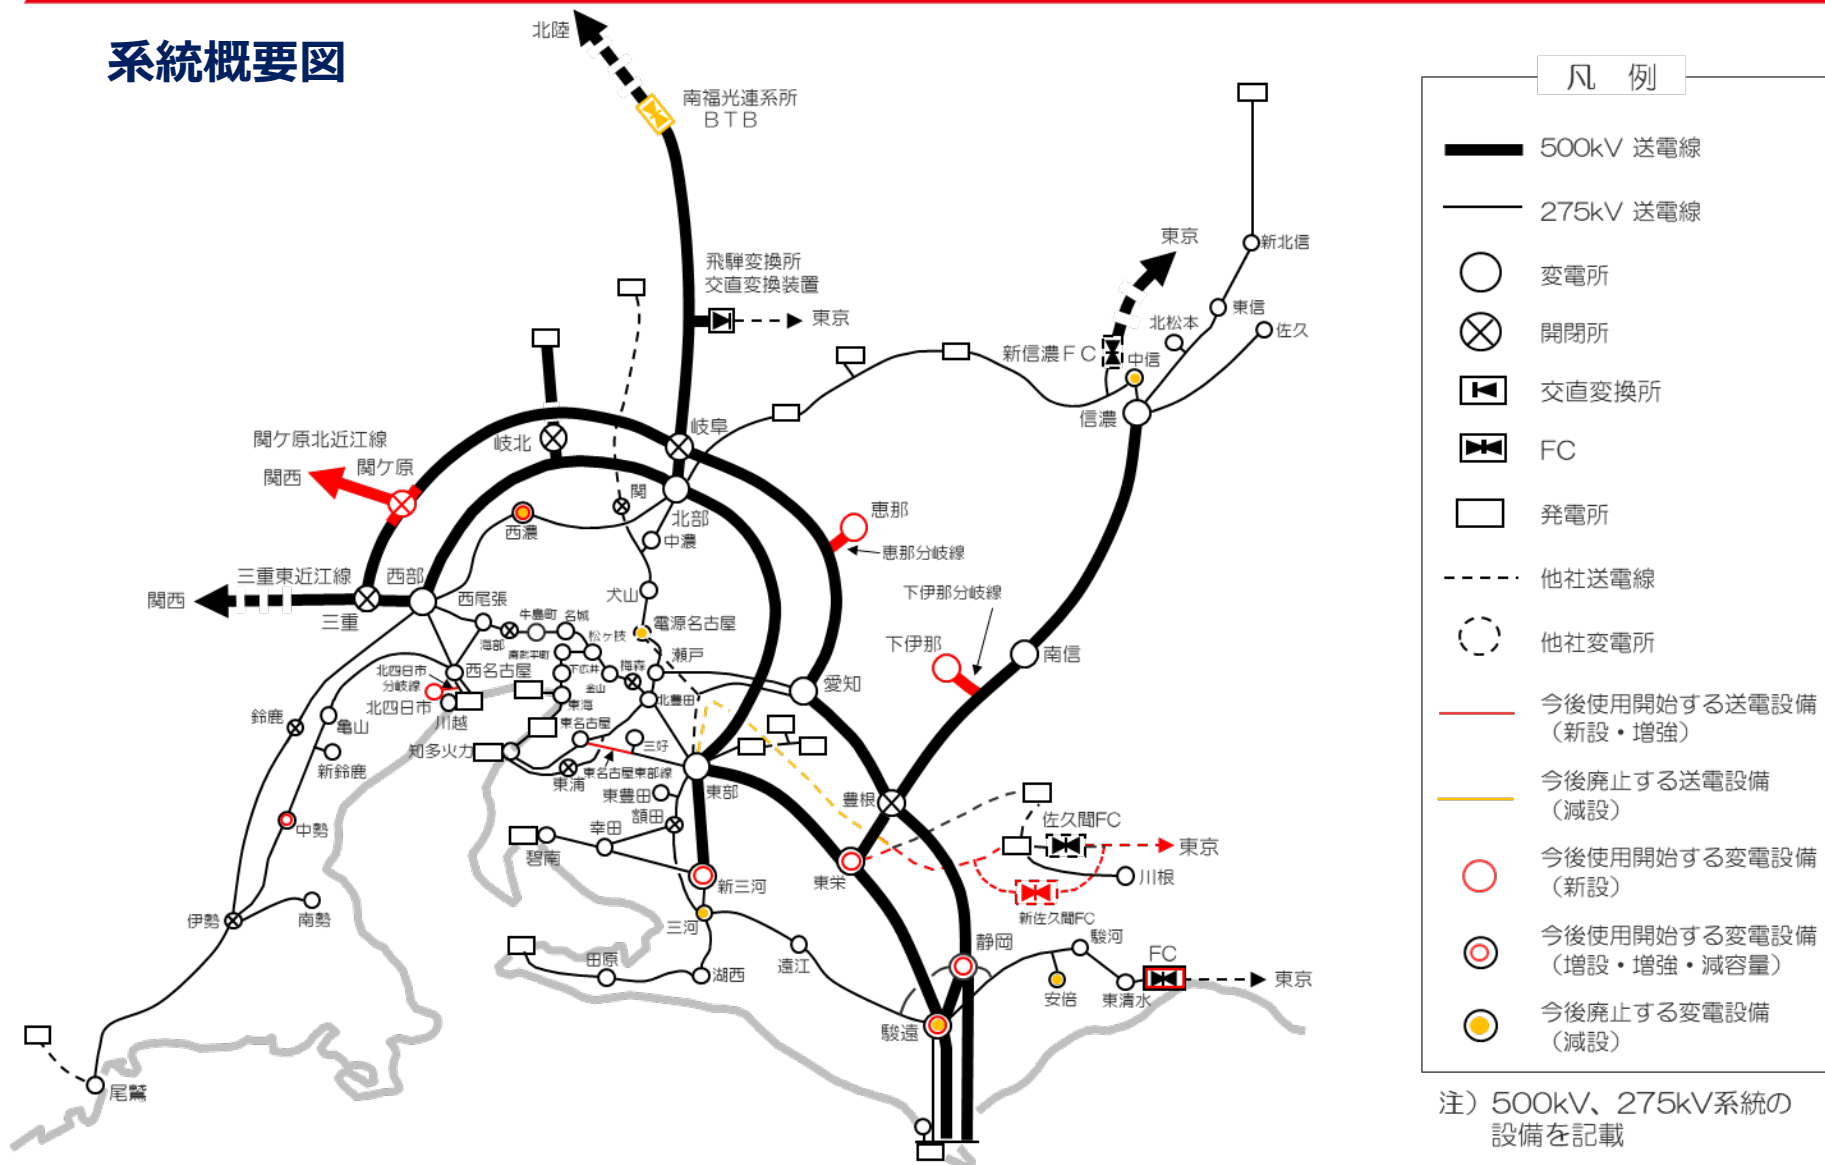 系統概要図
北陸
南福光連系所
BTB
飛騨変換所
交直変換装置
東京
東京
新北信
東信
北松本
佐久
新信濃FC
中信
信濃
岐阜
岐北
関ケ原北近江線
関ケ原
関西
関
北部
西濃
中濃
恵那
恵那分岐線
三重東近江線
西部
関西
三重
西尾張
牛島町
名城
犬山
電源名古屋
下伊那分岐線
海部
南武平町
松ケ枝
瀬戸
下伊那
南信
北四日市
分岐線
西名古屋
下広井
梅森
金山
愛知
北四日市
川越
東海
北豊田
鈴鹿
亀山
東名古屋
三好
知多火力
新鈴鹿
東浦
東名古屋東部線
東豊田
東部
豊根
額田
佐久間FC
中勢
幸田
東京
碧南
新三河
東栄
川根
新佐久間FC
伊勢
南勢
三河
静岡
駿河
FC
田原
湖西
遠江
安倍
東清水
東京
駿遠
尾鷲
凡 例
500kV 送電線
275kV 送電線
変電所
開閉所
交直変換所
FC
発電所
他社送電線
他社変電所
今後使用開始する送電設備
（新設・増強）
今後廃止する送電設備
（減設）
今後使用開始する変電設備
（新設）
今後使用開始する変電設備
（増設・増強・減容量）
今後廃止する変電設備
（減設）
注）500kV、275kV系統の
設備を記載